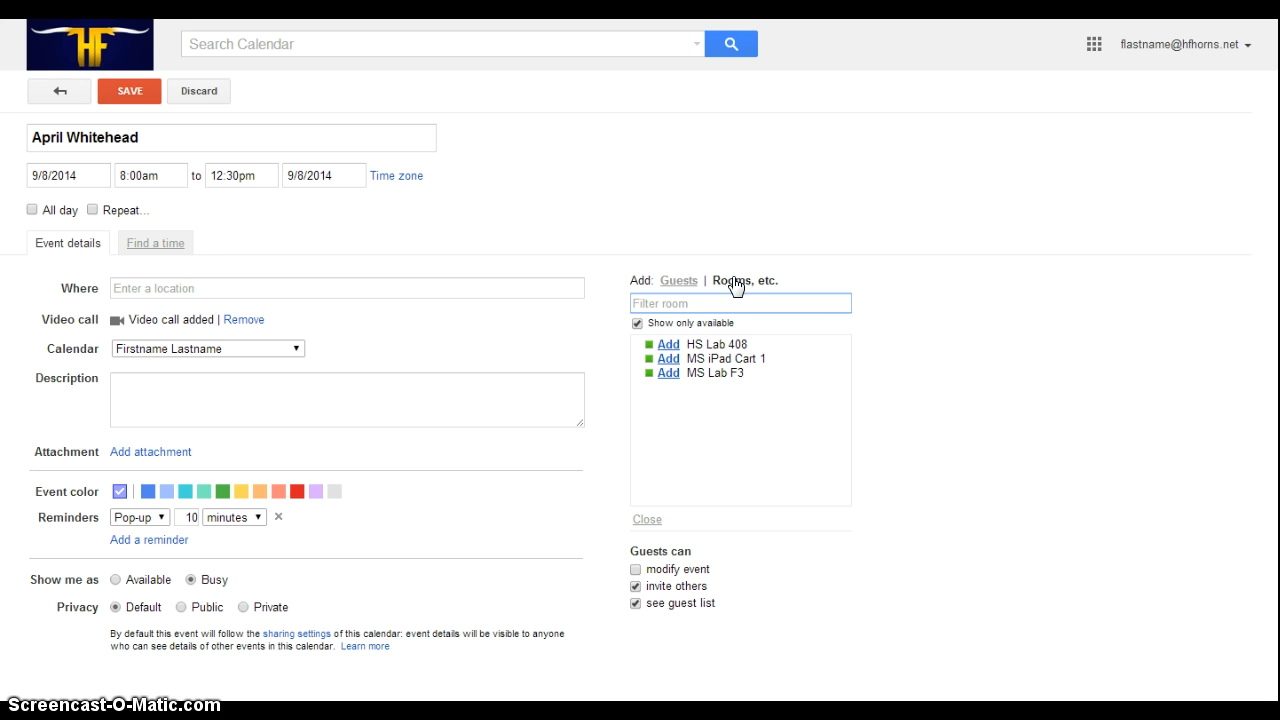 HF
Search Calendar
flastname@hfhorns.net
SAVE
Discard
April Whitehead
9/8/2014 8:00am to 12:30pm 9/8/2014 Time zone
All day Repeat...
Event details Find a time
Where Enter a location
Video call Video call added | Remove
Calendar Firstname Lastname
Description
Attachment Add attachment
Event color
Reminders Pop-up 10 minutes ×
Add a reminder
Show me as Available Busy
Privacy Default Public Private
By default this event will follow the sharing settings of this calendar: event details will be visible to anyone
who can see details of other events in this calendar. Learn more
Add: Guests | Rooms, etc.
Filter room
Show only available
Add HS Lab 408
Add MS iPad Cart 1
Add MS Lab F3
Close
Guests can
modify event
invite others
see guest list
Screencast-O-Matic.com